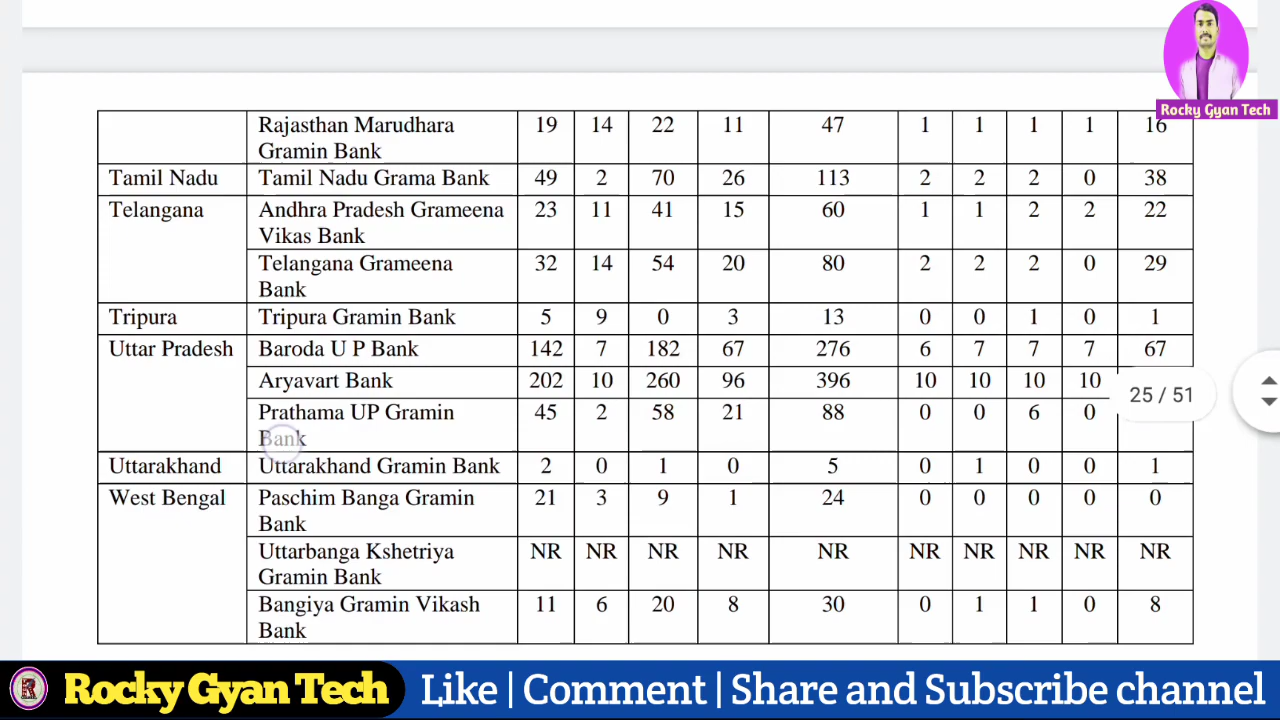 Rocky Gyan Tech
Rajasthan Marudhara 19 14 22 11 47 1 1 1 1 16
Gramin Bank
Tamil Nadu Tamil Nadu Grama Bank 49 2 70 26 113 2 2 2 0 38
Telangana Andhra Pradesh Grameena 23 11 41 15 60 1 1 2 2 22
Vikas Bank
Telangana Grameena 32 14 54 20 80 2 2 2 0 29
Bank
Tripura Tripura Gramin Bank 5 9 0 3 13 0 0 1 0 1
Uttar Pradesh Baroda U P Bank 142 7 182 67 276 6 7 7 7 67
Aryavart Bank 202 10 260 96 396 10 10 10 10
25 / 51
Prathama UP Gramin 45 2 58 21 88 0 0 6 0
Bank
Uttarakhand Uttarakhand Gramin Bank 2 0 1 0 5 0 1 0 0 1
West Bengal Paschim Banga Gramin 21 3 9 1 24 0 0 0 0 0
Bank
Uttarbanga Kshetriya NR NR NR NR NR NR NR NR NR NR
Gramin Bank
Bangiya Gramin Vikash 11 6 20 8 30 0 1 1 0 8
Bank
R Rocky Gyan Tech Like | Comment | Share and Subscribe channel